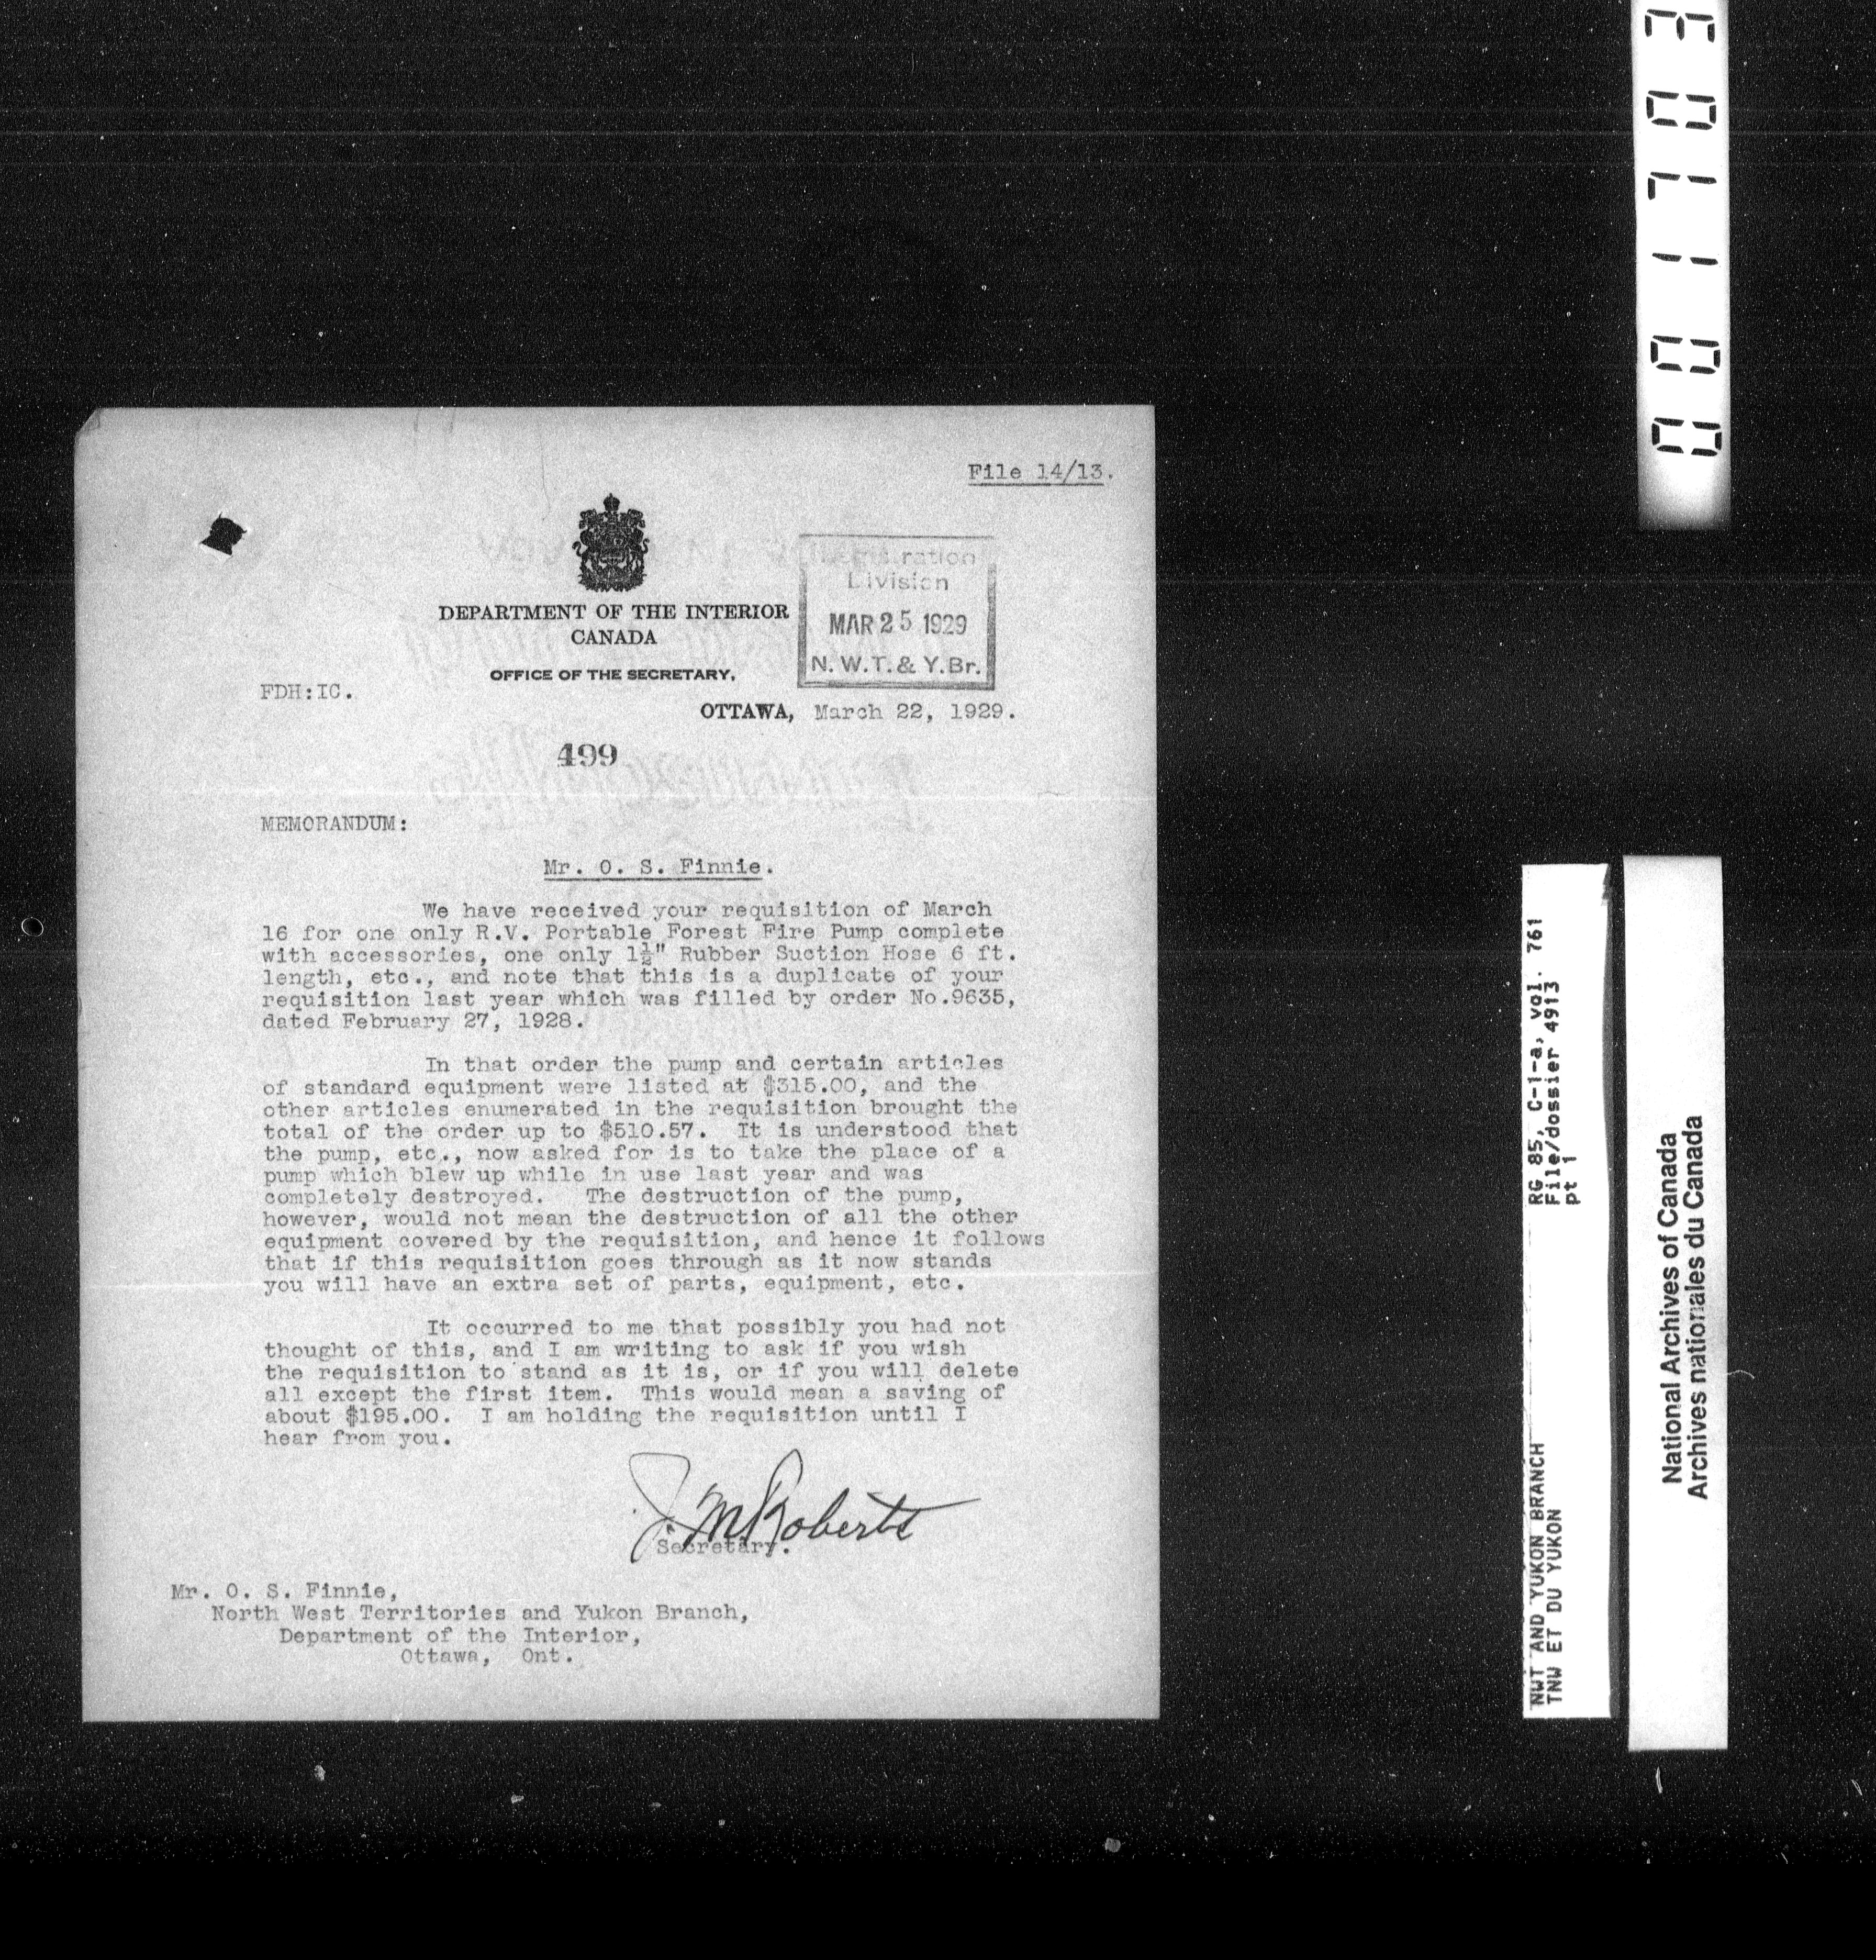 File 14/13.
Division
MAR 25 1929
N. W. T. & Y. Br.
DEPARTMENT OF THE INTERIOR
CANADA
OFFICE OF THE SECRETARY,
FDH:IC.
OTTAWA, March 22, 1929.
499
MEMORANDUM:
Mr. O. S. Finnie.
We have received your requisition of March
16 for one only R.V. Portable Forest Fire Pump complete
with accessories, one only 1½" Rubber Suction Hose 6 ft.
length, etc., and note that this is a duplicate of your
requisition last year which was filled by order No.9635,
dated February 27, 1928.
In that order the pump and certain articles
of standard equipment were listed at $315.00, and the
other articles enumerated in the requisition brought the
total of the order up to $510.57. It is understood that
the pump, etc., now asked for is to take the place of a
pump which blew up while in use last year and was
completely destroyed. The destruction of the pump,
however, would not mean the destruction of all the other
equipment covered by the requisition, and hence it follows
that if this requisition goes through as it now stands
you will have an extra set of parts, equipment, etc.
It occurred to me that possibly you had not
thought of this, and I am writing to ask if you wish
the requisition to stand as it is, or if you will delete
all except the first item. This would mean a saving of
about $195.00. I am holding the requisition until I
hear from you.
J. M Roberts
Secretary.
Mr. O. S. Finnie,
North West Territories and Yukon Branch,
Department of the Interior,
Ottawa, Ont.
001703
RG 85, C-1-a, vol. 761
File/dossier 4913
pt 1
NWT AND YUKON BRANCH
TNW ET DU YUKON
National Archives of Canada
Archives nationales du Canada